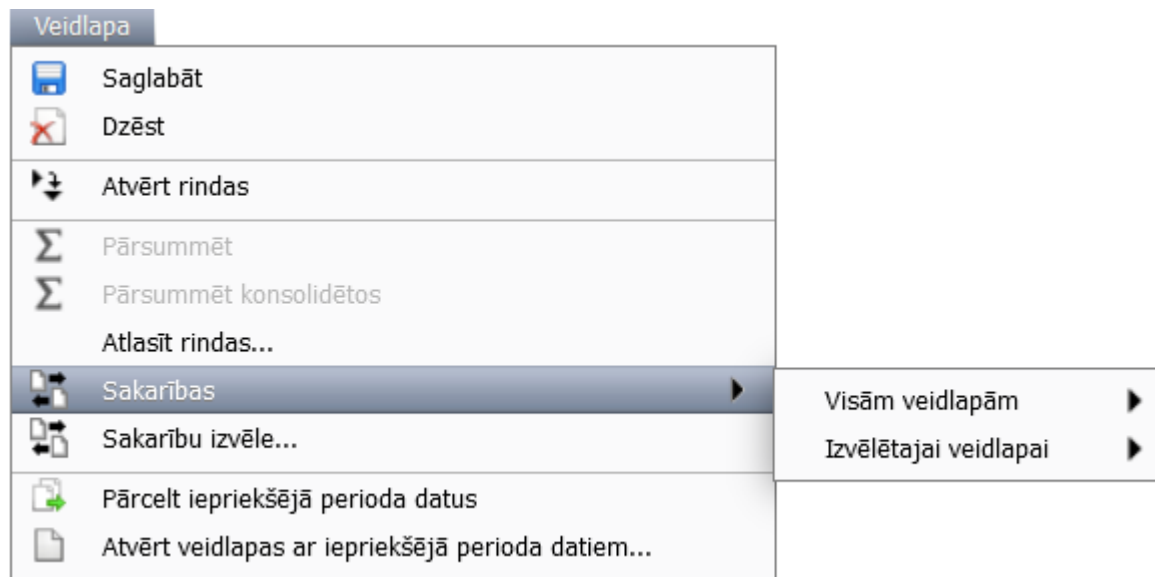 Veidlapa
Saglabāt
Dzēst
Atvērt rindas
Pārsummēt
Pārsummēt konsolidētos
Atlasīt rindas...
Sakarības
Visām veidlapām
Sakarību izvēle...
Izvēlētajai veidlapai
Pārcelt iepriekšējā perioda datus
Atvērt veidlapas ar iepriekšējā perioda datiem...